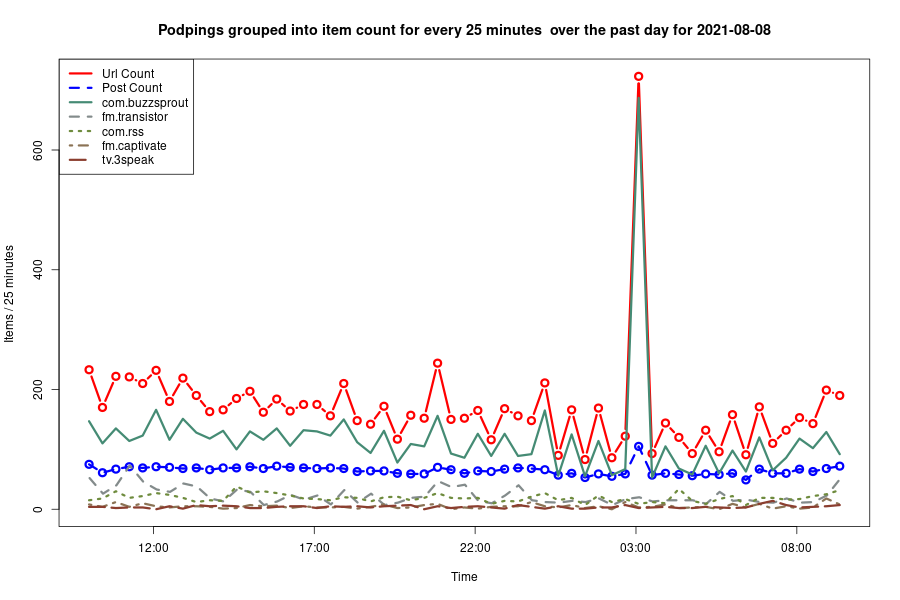 Podpings grouped into item count for every 25 minutes  over the past day for 2021-08-08
Url Count
Post Count
com.buzzsprout
fm.transistor
com.rss
fm.captivate
tv.3speak
Items / 25 minutes
600
400
200
0
12:00 17:00 22:00 03:00 08:00
Time